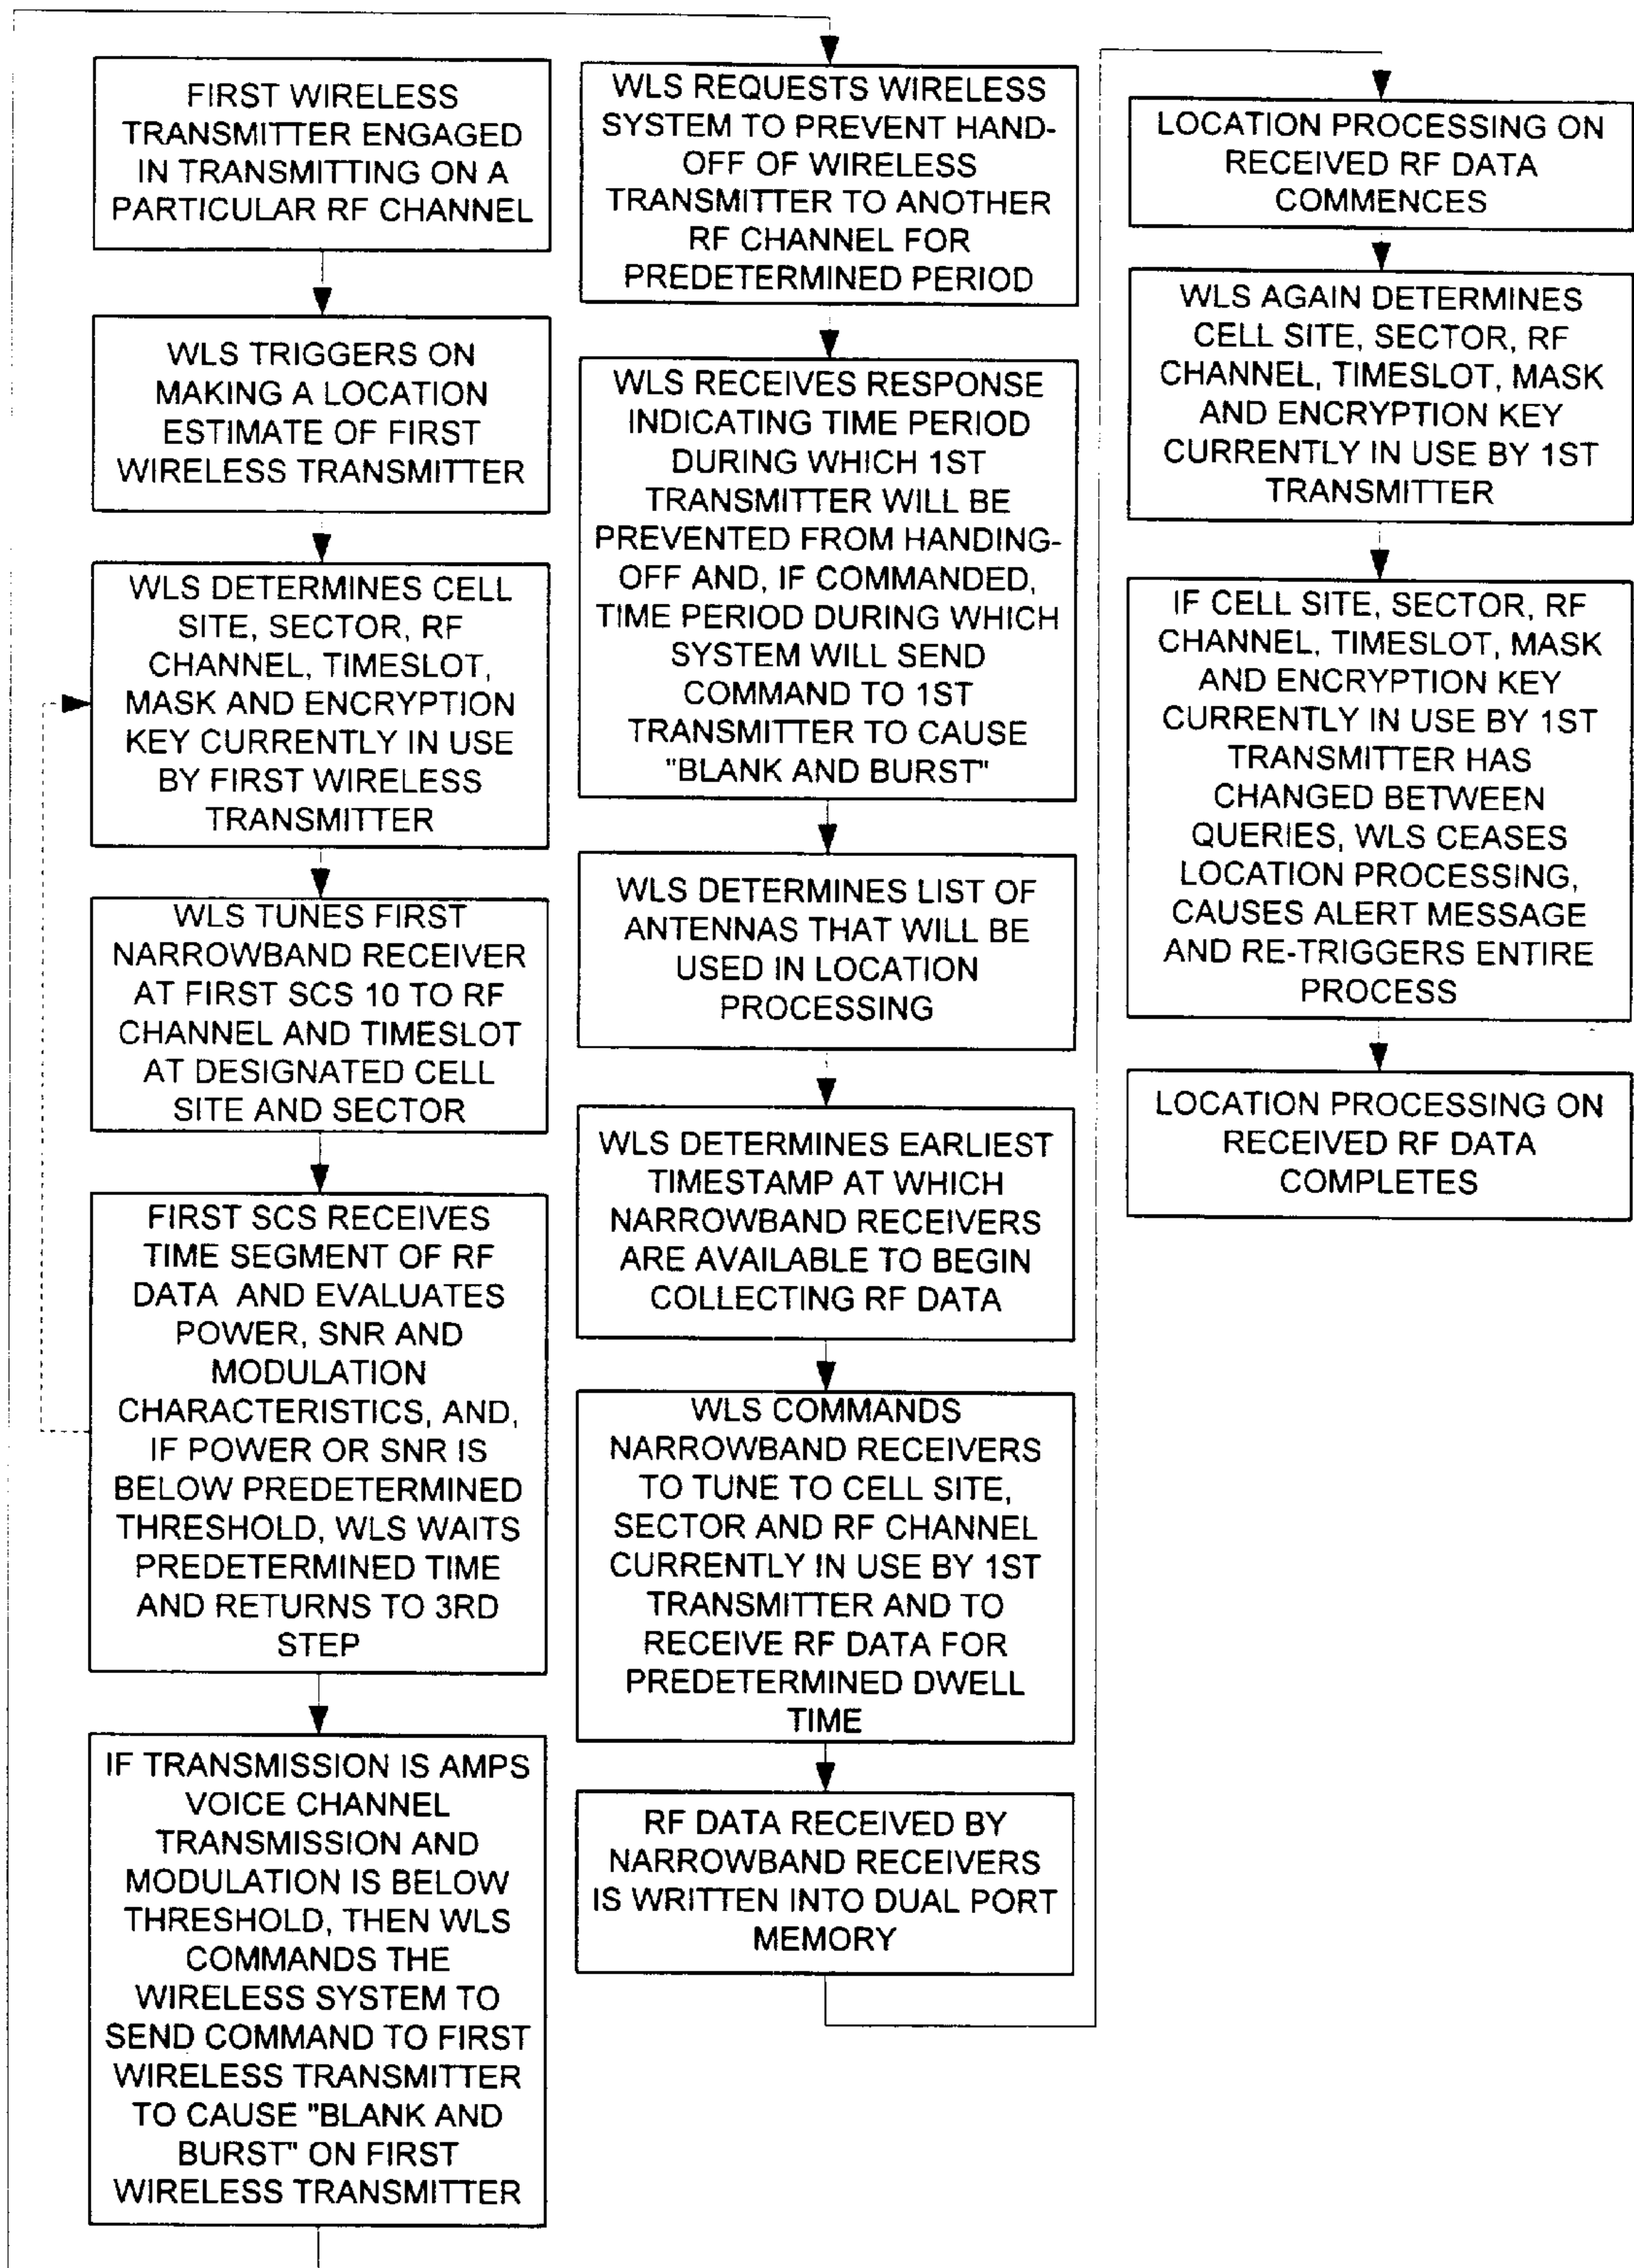 FIRST WIRELESS
TRANSMITTER ENGAGED
IN TRANSMITTING ON A
PARTICULAR RF CHANNEL
WLS TRIGGERS ON
MAKING A LOCATION
ESTIMATE OF FIRST
WIRELESS TRANSMITTER
WLS DETERMINES CELL
SITE, SECTOR, RF
CHANNEL, TIMESLOT,
MASK AND ENCRYPTION
KEY CURRENTLY IN USE
BY FIRST WIRELESS
TRANSMITTER
WLS TUNES FIRST
NARROWBAND RECEIVER
AT FIRST SCS 10 TO RF
CHANNEL AND TIMESLOT
AT DESIGNATED CELL
SITE AND SECTOR
FIRST SCS RECEIVES
TIME SEGMENT OF RF
DATA AND EVALUATES
POWER, SNR AND
MODULATION
CHARACTERISTICS, AND,
IF POWER OR SNR IS
BELOW PREDETERMINED
THRESHOLD, WLS WAITS
PREDETERMINED TIME
AND RETURNS TO 3RD
STEP
IF TRANSMISSION IS AMPS
VOICE CHANNEL
TRANSMISSION AND
MODULATION IS BELOW
THRESHOLD, THEN WLS
COMMANDS THE
WIRELESS SYSTEM TO
SEND COMMAND TO FIRST
WIRELESS TRANSMITTER
TO CAUSE "BLANK AND
BURST" ON FIRST
WIRELESS TRANSMITTER
WLS REQUESTS WIRELESS
SYSTEM TO PREVENT HAND-
OFF OF WIRELESS
TRANSMITTER TO ANOTHER
RF CHANNEL FOR
PREDETERMINED PERIOD
WLS RECEIVES RESPONSE
INDICATING TIME PERIOD
DURING WHICH 1ST
TRANSMITTER WILL BE
PREVENTED FROM HANDING-
OFF AND, IF COMMANDED,
TIME PERIOD DURING WHICH
SYSTEM WILL SEND
COMMAND TO 1ST
TRANSMITTER TO CAUSE
"BLANK AND BURST"
WLS DETERMINES LIST OF
ANTENNAS THAT WILL BE
USED IN LOCATION
PROCESSING
WLS DETERMINES EARLIEST
TIMESTAMP AT WHICH
NARROWBAND RECEIVERS
ARE AVAILABLE TO BEGIN
COLLECTING RF DATA
WLS COMMANDS
NARROWBAND RECEIVERS
TO TUNE TO CELL SITE,
SECTOR AND RF CHANNEL
CURRENTLY IN USE BY 1ST
TRANSMITTER AND TO
RECEIVE RF DATA FOR
PREDETERMINED DWELL
TIME
RF DATA RECEIVED BY
NARROWBAND RECEIVERS
IS WRITTEN INTO DUAL PORT
MEMORY
LOCATION PROCESSING ON
RECEIVED RF DATA
COMMENCES
WLS AGAIN DETERMINES
CELL SITE, SECTOR, RF
CHANNEL, TIMESLOT, MASK
AND ENCRYPTION KEY
CURRENTLY IN USE BY 1ST
TRANSMITTER
IF CELL SITE, SECTOR, RF
CHANNEL, TIMESLOT, MASK
AND ENCRYPTION KEY
CURRENTLY IN USE BY 1ST
TRANSMITTER HAS
CHANGED BETWEEN
QUERIES, WLS CEASES
LOCATION PROCESSING,
CAUSES ALERT MESSAGE
AND RE-TRIGGERS ENTIRE
PROCESS
LOCATION PROCESSING ON
RECEIVED RF DATA
COMPLETES